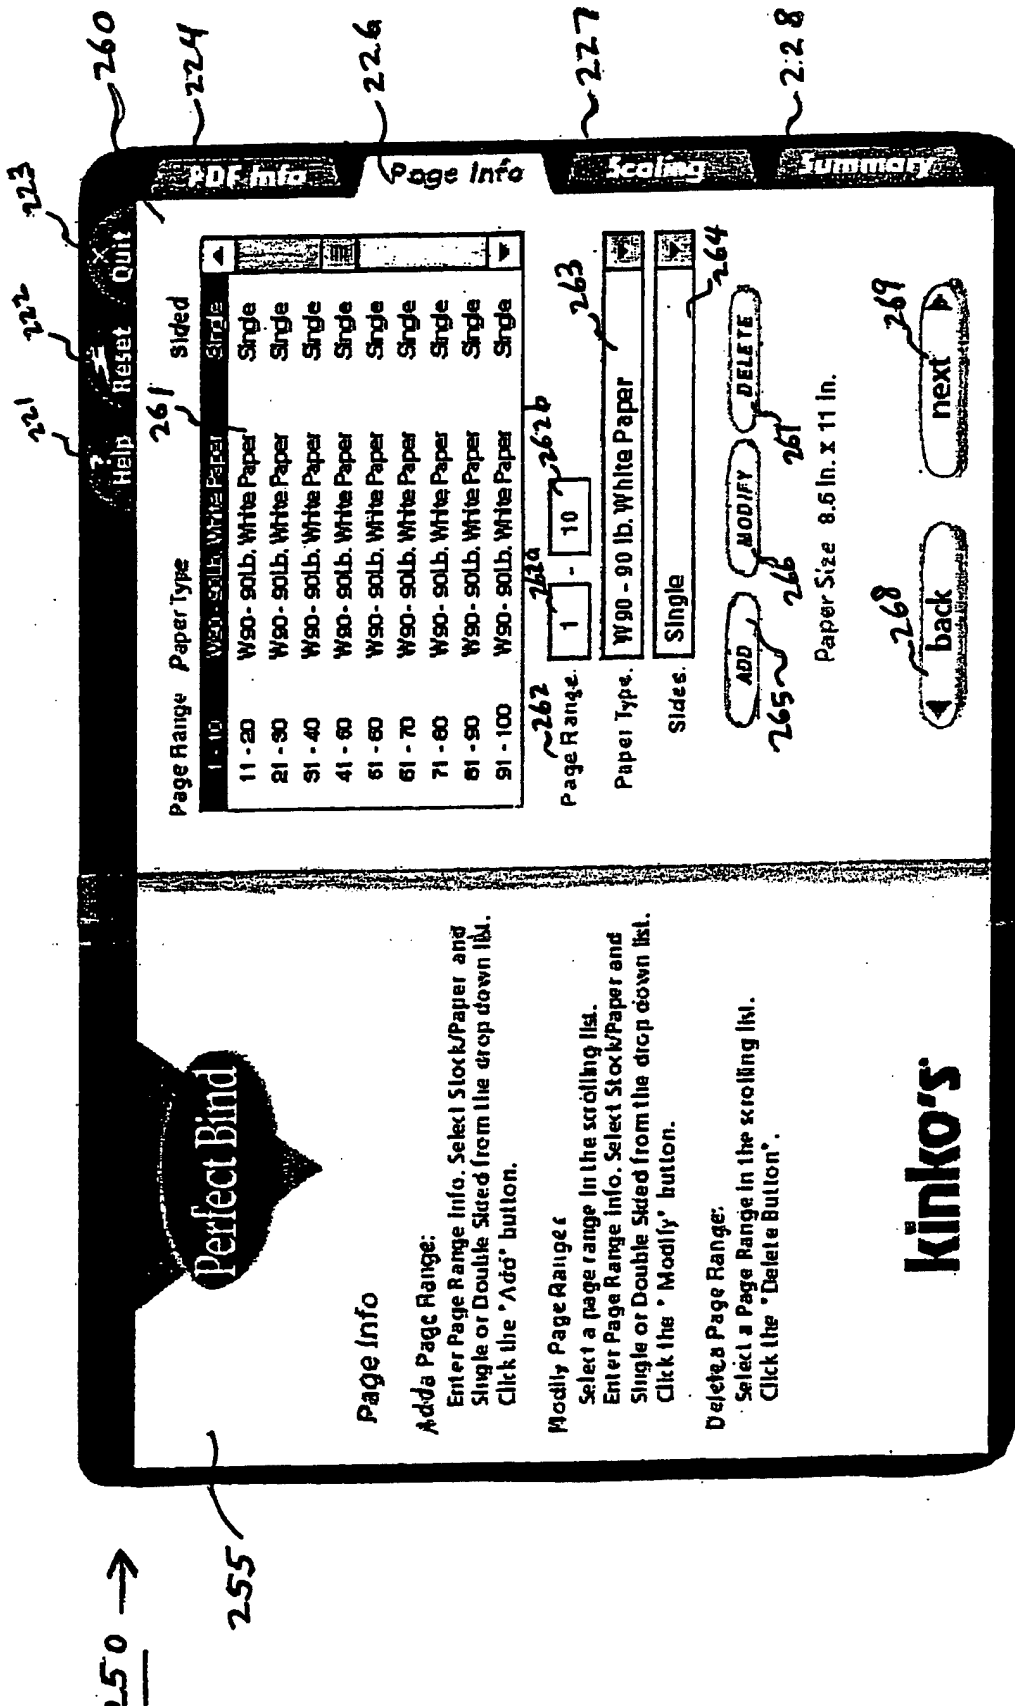 250
255
Perfect Bind
Page Info
Add a Page Range:
Enter Page Range Info. Select Stock/Paper and
Single or Double Sided from the drop down list.
Click the "Add" button.
Modify Page Range:
Select a page range in the scrolling list.
Enter Page Range Info. Select Stock/Paper and
Single or Double Sided from the drop down list.
Click the "Modify" button.
Delete a Page Range:
Select a Page Range in the scrolling list.
Click the "Delete Button".
kinko's
221 222 223
Help Reset Quit
260
261
Page Range Paper Type Sided
1 - 10 W90 - 90Lb. White Paper Single
11 - 20 W90 - 90Lb. White Paper Single
21 - 30 W90 - 90Lb. White Paper Single
31 - 40 W90 - 90Lb. White Paper Single
41 - 50 W90 - 90Lb. White Paper Single
51 - 60 W90 - 90Lb. White Paper Single
61 - 70 W90 - 90Lb. White Paper Single
71 - 80 W90 - 90Lb. White Paper Single
81 - 90 W90 - 90Lb. White Paper Single
91 - 100 W90 - 90Lb. White Paper Single
262 262a 262b
Page Range. 1 - 10
263
Paper Type. W90 - 90 lb. White Paper
Sides. Single
264
ADD MODIFY DELETE
265 266 267
Paper Size 8.5 In. x 11 In.
268 269
back next
PDF Info 224
Page Info 226
Scaling 227
Summary 228